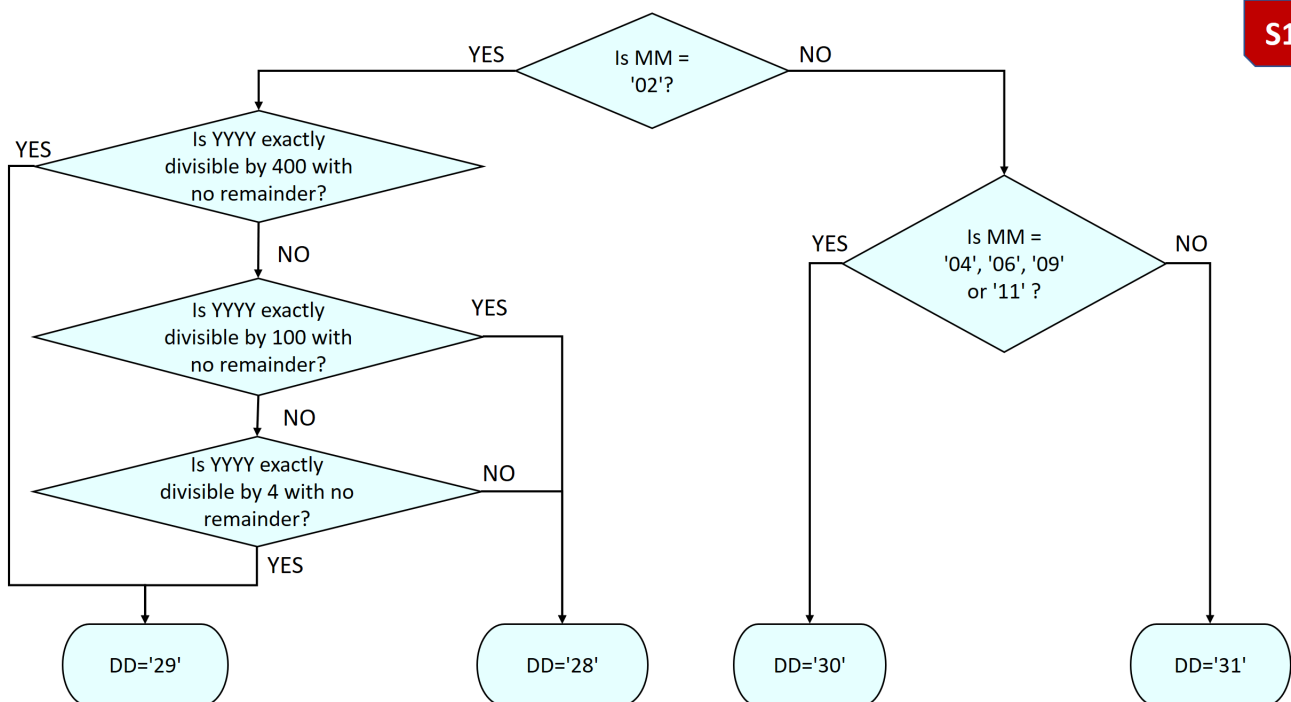 S1
YES
Is MM =
'02'?
NO
Is YYYY exactly
divisible by 400 with
no remainder?
YES
NO
Is YYYY exactly
divisible by 100 with
no remainder?
YES
NO
Is YYYY exactly
divisible by 4 with no
remainder?
NO
YES
YES
Is MM =
'04', '06', '09'
or '11' ?
NO
DD='29'
DD='28'
DD='30'
DD='31'